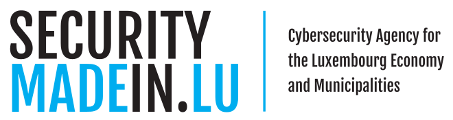 SECURITY
MADEIN.LU
Cybersecurity Agency for
the Luxembourg Economy
and Municipalities